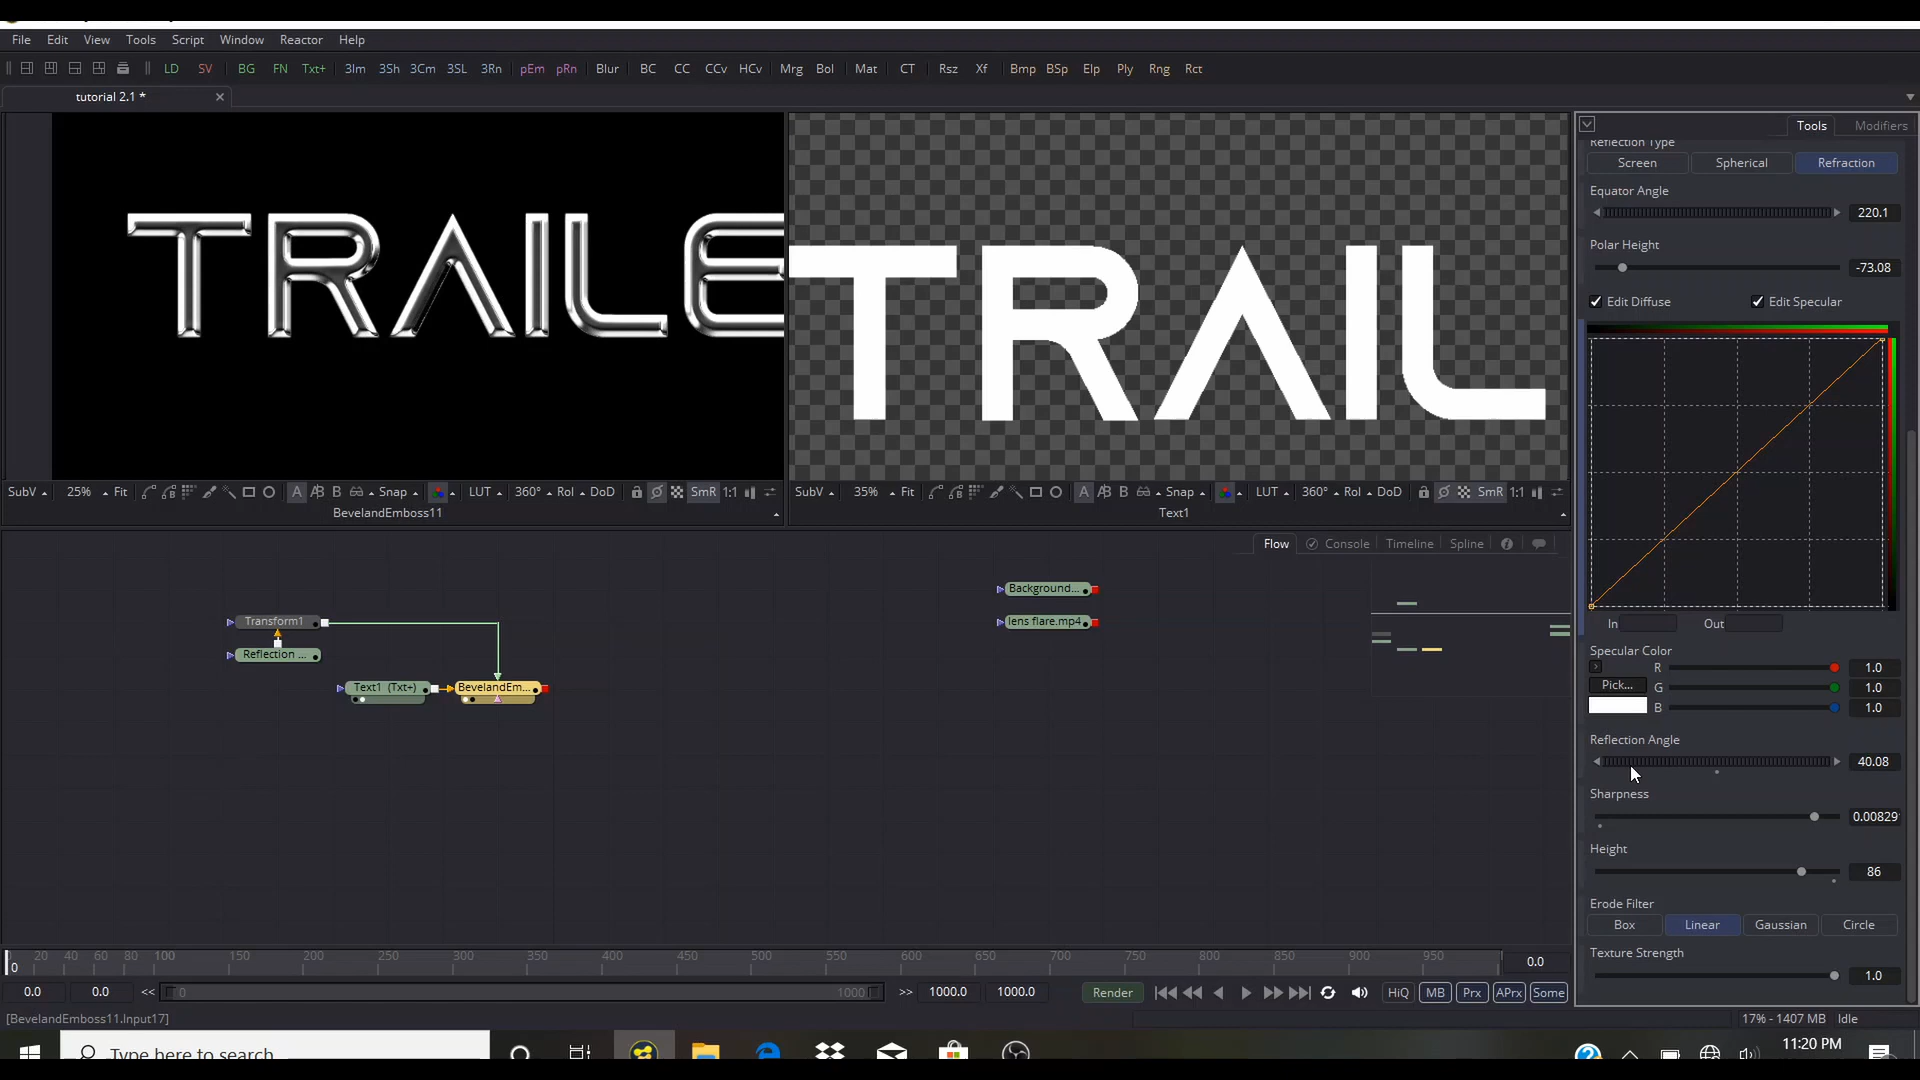 File Edit View Tools Script Window Reactor Help
LD SV BG FN Txt+ 3Im 3Sh 3Cm 3SL 3Rn pEm pRn Blur BC CC CCv HCv Mrg Bol Mat CT Rsz Xf Bmp BSp Elp Ply Rng Rct
tutorial 2.1 *
Tools Modifiers
Reflection Type
Screen Spherical Refraction
Equator Angle
220.1
Polar Height
-73.08
Edit Diffuse Edit Specular
TRAILE
TRAIL
SubV 25% Fit A B Snap LUT 360° RoI DoD SmR 1:1
SubV 35% Fit A B Snap LUT 360° RoI DoD SmR 1:1
BevelandEmboss11
Text1
Flow Console Timeline Spline
Background...
lens flare.mp4
Transform1
Reflection ...
Text1 (Txt+) BevelandEm...
In Out
Specular Color
R 1.0
Pick... G 1.0
B 1.0
Reflection Angle
40.08
Sharpness
0.00829
Height
86
Erode Filter
Box Linear Gaussian Circle
Texture Strength
1.0
0 20 40 60 80 100 150 200 250 300 350 400 450 500 550 600 650 700 750 800 850 900 950
0 0.0
0.0 0.0 << 0 1000 >> 1000.0 1000.0 Render HiQ MB Prx APrx Some
[BevelandEmboss11.Input17]
17% - 1407 MB Idle
Type here to search
11:20 PM